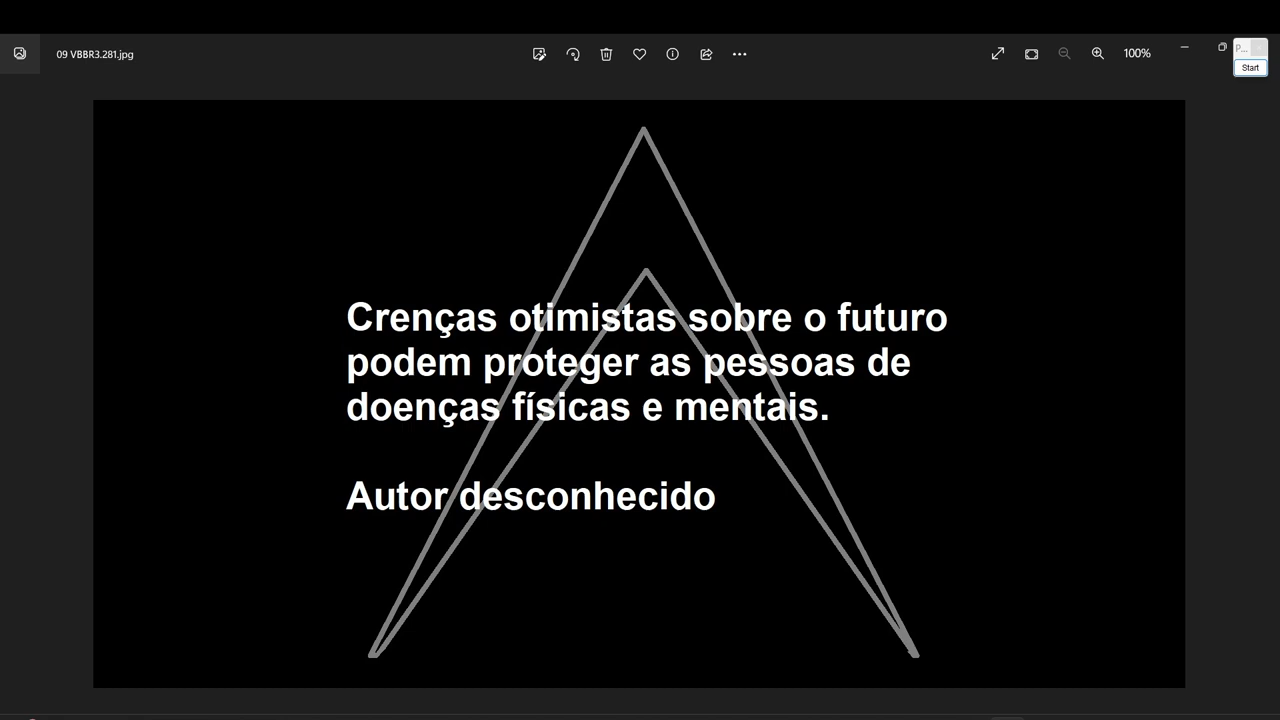 09 VBBR3.281.jpg
100%
P...
Start
Crenças otimistas sobre o futuro
podem proteger as pessoas de
doenças físicas e mentais.
Autor desconhecido